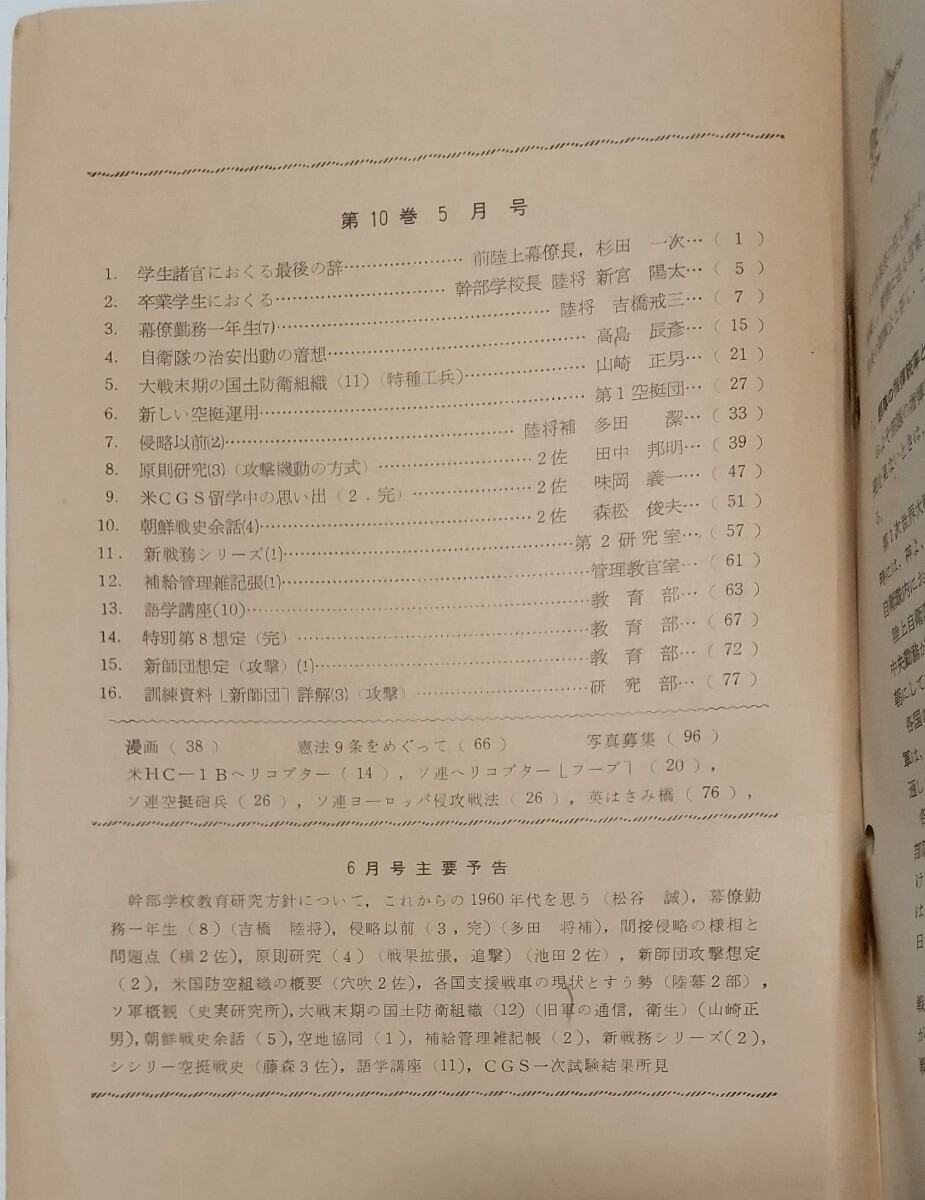 第10巻 5 月 号
1. 学生諸官におくる最後の辞…………………前陸上幕僚長, 杉田 一次…( 1 )
2. 卒業学生におくる…………………………幹部学校長 陸将 新宮 陽太…( 5 )
3. 幕僚勤務一年生(7)………………………………………陸将 吉橋戒三…( 7 )
4. 自衛隊の治安出動の着想………………………………高島 辰彦…( 15 )
5. 大戦末期の国土防衛組織 (11) (特種工兵)………………山崎 正男…( 21 )
6. 新しい空挺運用…………………………………………第1空挺団…( 27 )
7. 侵略以前(2)……………………………………陸将補 多田 潔…( 33 )
8. 原則研究(3) (攻撃機動の方式) ……………………2佐 田中 邦明…( 39 )
9. 米CGS留学中の思い出 (2.完) ………………2佐 味岡 義一…( 47 )
10. 朝鮮戦史余話(4)……………………………………2佐 森松 俊夫…( 51 )
11. 新戦務シリーズ(1)………………………………………第2研究室…( 57 )
12. 補給管理雑記張(1)………………………………………管理教官室…( 61 )
13. 語学講座(10)……………………………………………教 育 部…( 63 )
14. 特別第8想定 (完) ………………………………………教 育 部…( 67 )
15. 新師団想定 (攻撃) (1)…………………………………教 育 部…( 72 )
16. 訓練資料「新師団」詳解(3) (攻撃) ……………………研 究 部…( 77 )
漫画 ( 38 ) 憲法9条をめぐって ( 66 ) 写真募集 ( 96 )
米HC―1Bヘリコプター ( 14 ) , ソ連ヘリコプター「フープ」 ( 20 ) ,
ソ連空挺砲兵 ( 26 ) , ソ連ヨーロッパ侵攻戦法 ( 26 ) , 英はさみ橋 ( 76 ) ,
6月号主要予告
幹部学校教育研究方針について, これからの1960年代を思う (松谷 誠), 幕僚勤
務一年生 (8) (吉橋 陸将), 侵略以前 (3, 完) (多田 将補), 間接侵略の様相と
問題点 (槇2佐), 原則研究 (4) (戦果拡張, 追撃) (池田2佐) , 新師団攻撃想定
(2) , 米国防空組織の概要 (穴吹2佐) , 各国支援戦車の現状とすう勢 (陸幕2部) ,
ソ軍概観 (史実研究所), 大戦末期の国土防衛組織 (12) (旧軍の通信, 衛生) (山崎正
男), 朝鮮戦史余話 (5), 空地協同 (1) , 補給管理雑記帳 (2) , 新戦務シリーズ(2) ,
シシリー空挺戦史 (藤森3佐), 語学講座 (11), CGS一次試験結果所見